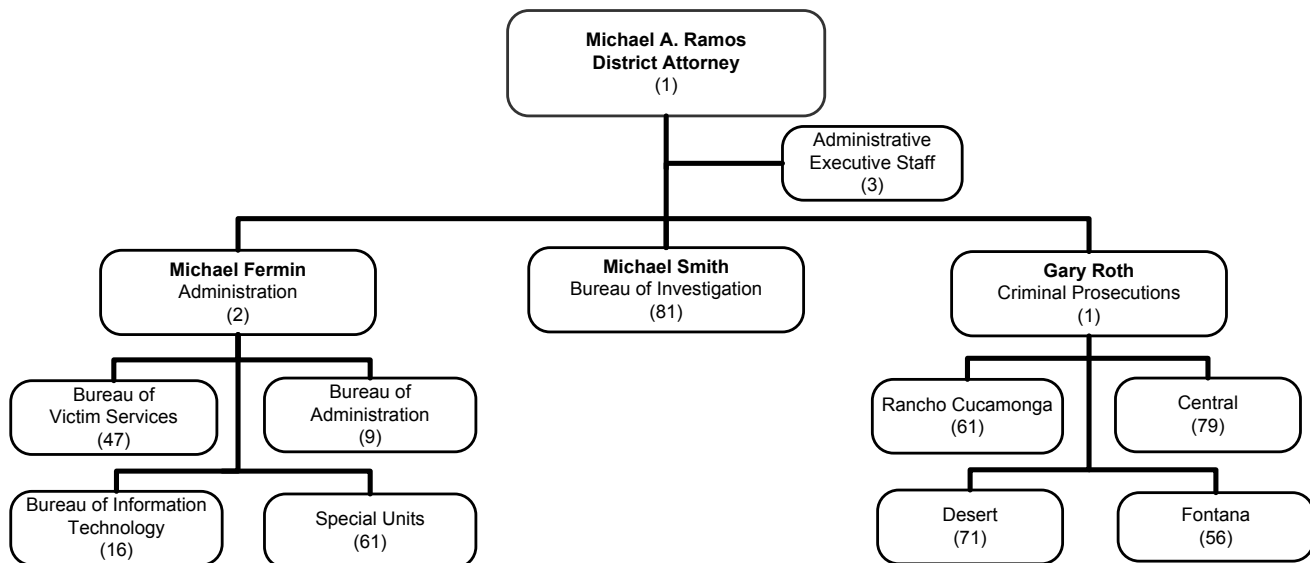 Michael A. Ramos
District Attorney
(1)
Administrative
Executive Staff
(3)
Michael Fermin
Administration
(2)
Michael Smith
Bureau of Investigation
(81)
Gary Roth
Criminal Prosecutions
(1)
Bureau of
Victim Services
(47)
Bureau of
Administration
(9)
Rancho Cucamonga
(61)
Central
(79)
Bureau of Information
Technology
(16)
Special Units
(61)
Desert
(71)
Fontana
(56)